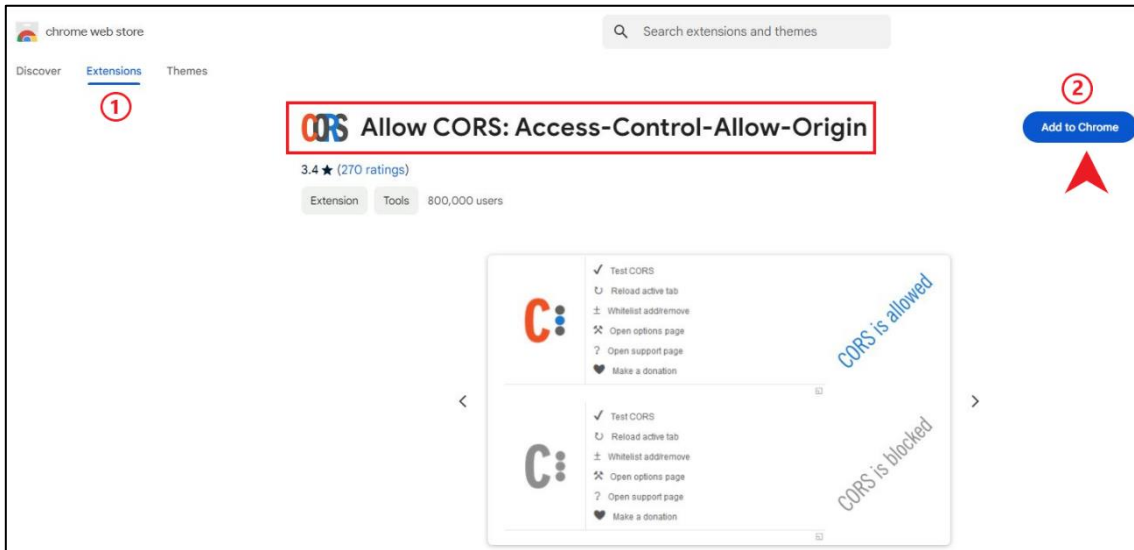 chrome web store
Search extensions and themes
Discover Extensions Themes
1
2
CORS Allow CORS: Access-Control-Allow-Origin
Add to Chrome
3.4 ★ (270 ratings)
Extension Tools 800,000 users
C
Test CORS
Reload active tab
± Whitelist add/remove
Open options page
? Open support page
Make a donation
CORS is allowed
C
Test CORS
Reload active tab
± Whitelist add/remove
Open options page
? Open support page
Make a donation
CORS is blocked